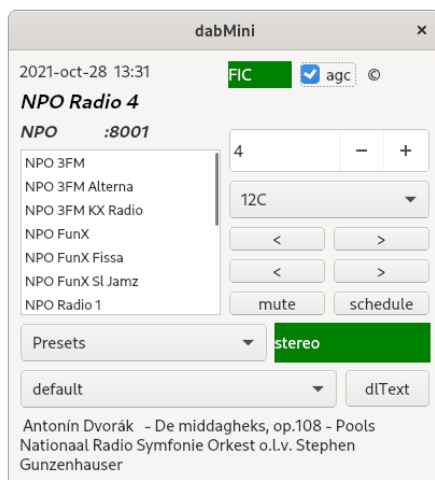 dabMini ×
2021-oct-28 13:31 FIC agc ©
NPO Radio 4
NPO :8001
NPO 3FM
NPO 3FM Alterna
NPO 3FM KX Radio
NPO FunX
NPO FunX Fissa
NPO FunX Sl Jamz
NPO Radio 1
4 − +
12C
< >
< >
mute schedule
Presets stereo
default dlText
Antonín Dvorák - De middagheks, op.108 - Pools
Nationaal Radio Symfonie Orkest o.l.v. Stephen
Gunzenhauser